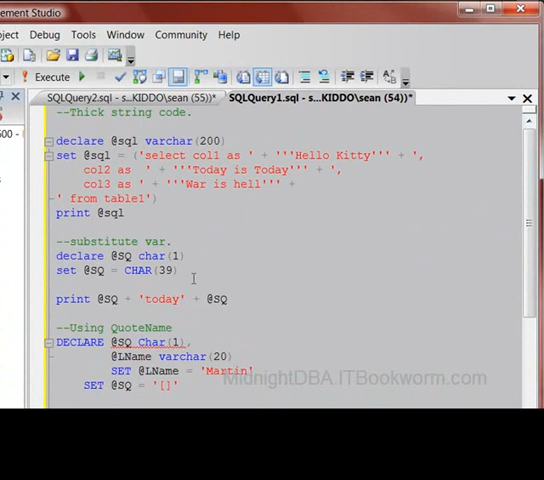 ement Studio
oject Debug Tools Window Community Help
Execute
SQLQuery2.sql - s...KIDDO\sean (55))* SQLQuery1.sql - s...KIDDO\sean (54))*
--Thick string code.
declare @sql varchar(200)
set @sql = ('select col1 as ' + '''Hello Kitty''' + ',
col2 as ' + '''Today is Today''' + ',
col3 as ' + '''War is hell''' +
' from table1')
print @sql
--substitute var.
declare @SQ char(1)
set @SQ = CHAR(39)
print @SQ + 'today' + @SQ
--Using QuoteName
DECLARE @SQ Char(1),
@LName varchar(20)
SET @LName = 'Martin'
SET @SQ = '[]'
MidnightDBA.ITBookworm.com